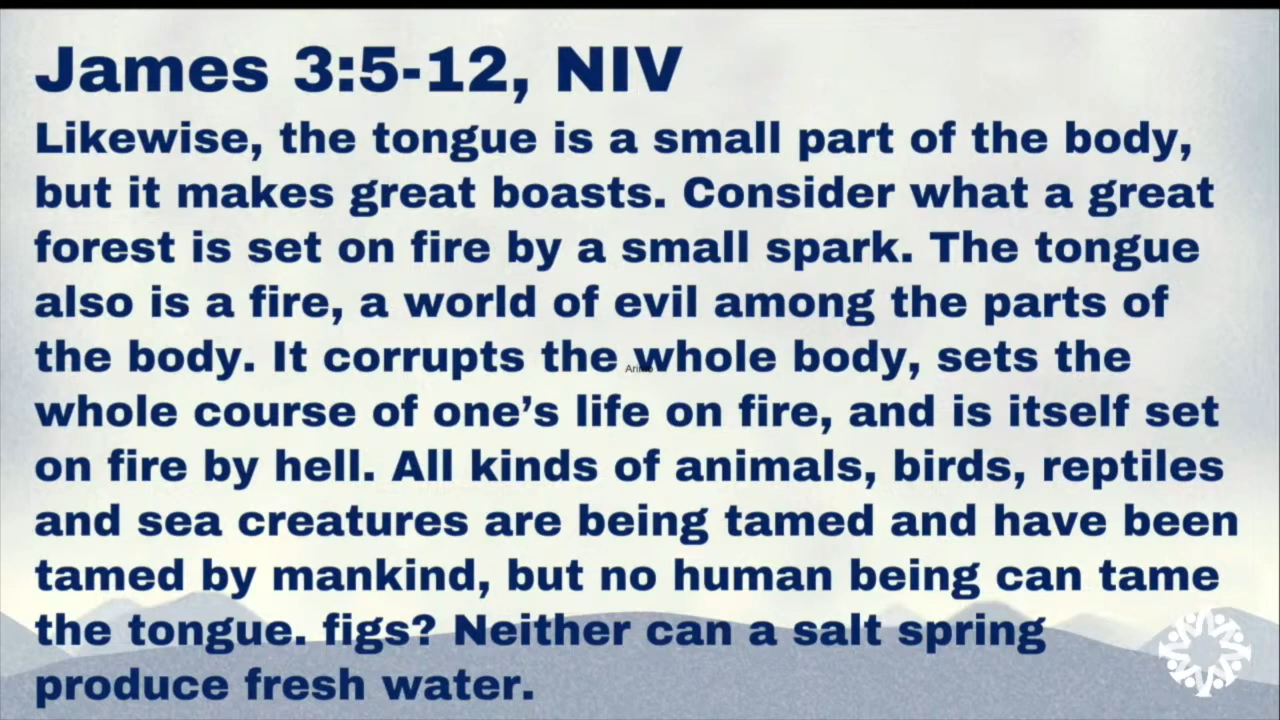 James 3:5-12, NIV
Likewise, the tongue is a small part of the body,
but it makes great boasts. Consider what a great
forest is set on fire by a small spark. The tongue
also is a fire, a world of evil among the parts of
the body. It corrupts the whole body, sets the
whole course of one’s life on fire, and is itself set
on fire by hell. All kinds of animals, birds, reptiles
and sea creatures are being tamed and have been
tamed by mankind, but no human being can tame
the tongue. figs? Neither can a salt spring
produce fresh water.